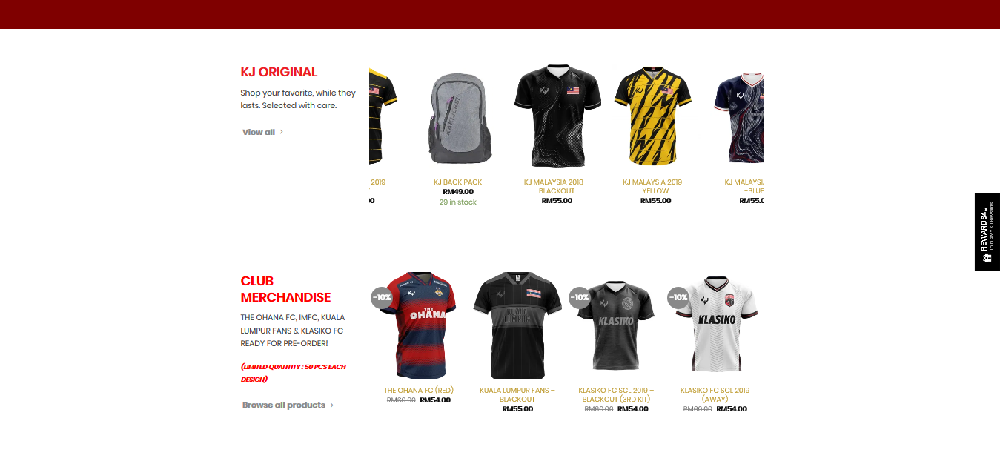 KJ ORIGINAL
Shop your favorite, while they
lasts. Selected with care.
View all
KAKIJERSI
2019 –
KJ BACK PACK
RM49.00
29 in stock
KJ MALAYSIA 2018 –
BLACKOUT
RM55.00
KJ MALAYSIA 2019 –
YELLOW
RM55.00
KJ MALAYSIA
–BLUE
RM55.0
REWARDS4U
Join #MY KJ Rewards
CLUB
MERCHANDISE
THE OHANA FC, IMFC, KUALA
LUMPUR FANS & KLASIKO FC
READY FOR PRE-ORDER!
(LIMITED QUANTITY : 50 PCS EACH
DESIGN)
Browse all products
-10%
THE
OHANA
THE OHANA FC (RED)
RM60.00 RM54.00
KUALA
LUMPUR
KUALA LUMPUR FANS –
BLACKOUT
RM55.00
-10%
KLASIKO
KLASIKO FC SCL 2019 –
BLACKOUT (3RD KIT)
RM60.00 RM54.00
-10%
KLASIKO
KLASIKO FC SCL 2019
(AWAY)
RM60.00 RM54.00